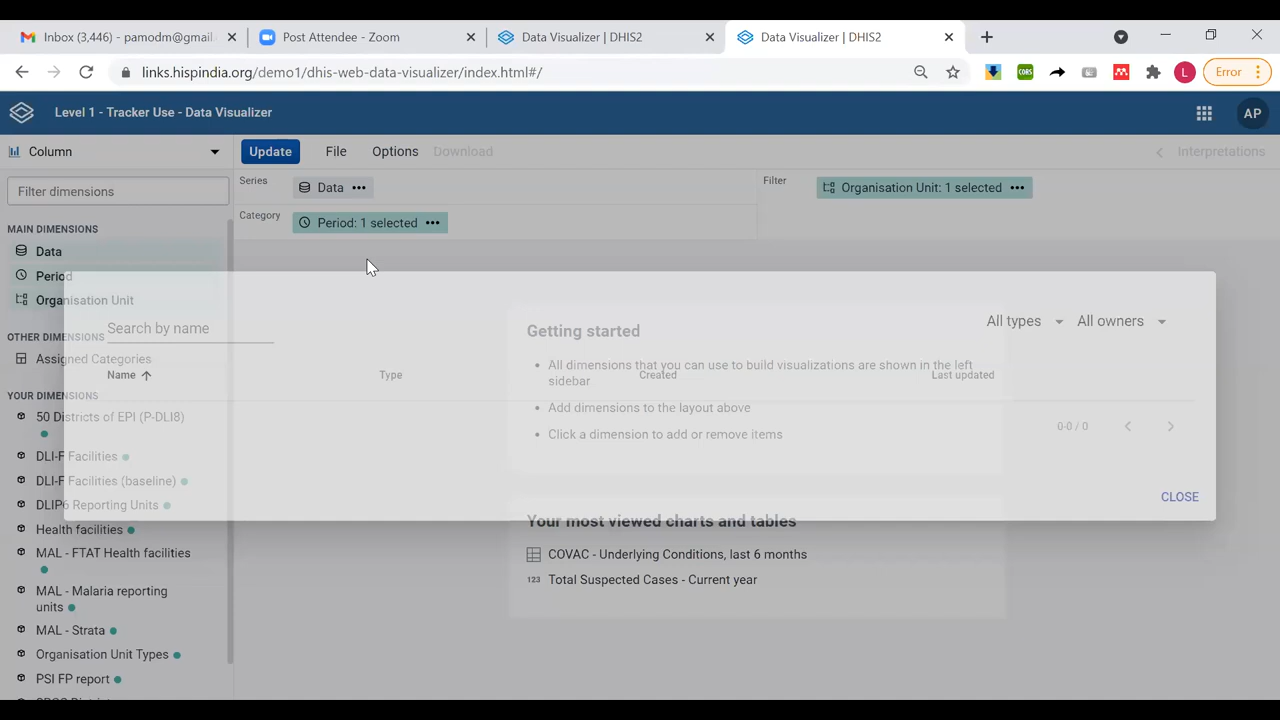 Inbox (3,446) - pamodm@gmail.
Post Attendee - Zoom
Data Visualizer | DHIS2
Data Visualizer | DHIS2
links.hispindia.org/demo1/dhis-web-data-visualizer/index.html#/
CORS
L
Error
Level 1 - Tracker Use - Data Visualizer
AP
Column
Update
File
Options
Download
Interpretations
Filter dimensions
Series
Data
Filter
Organisation Unit: 1 selected
Category
Period: 1 selected
MAIN DIMENSIONS
Data
Period
Organisation Unit
OTHER DIMENSIONS
Assigned Categories
YOUR DIMENSIONS
50 Districts of EPI (P-DLI8)
DLI-F Facilities
DLI-F Facilities (baseline)
DLIP6 Reporting Units
Health facilities
MAL - FTAT Health facilities
MAL - Malaria reporting
units
MAL - Strata
Organisation Unit Types
PSI FP report
Search by name
All types
All owners
Name
Type
Created
Last updated
0-0 / 0
CLOSE
Getting started
All dimensions that you can use to build visualizations are shown in the left
sidebar
Add dimensions to the layout above
Click a dimension to add or remove items
Your most viewed charts and tables
COVAC - Underlying Conditions, last 6 months
123 Total Suspected Cases - Current year